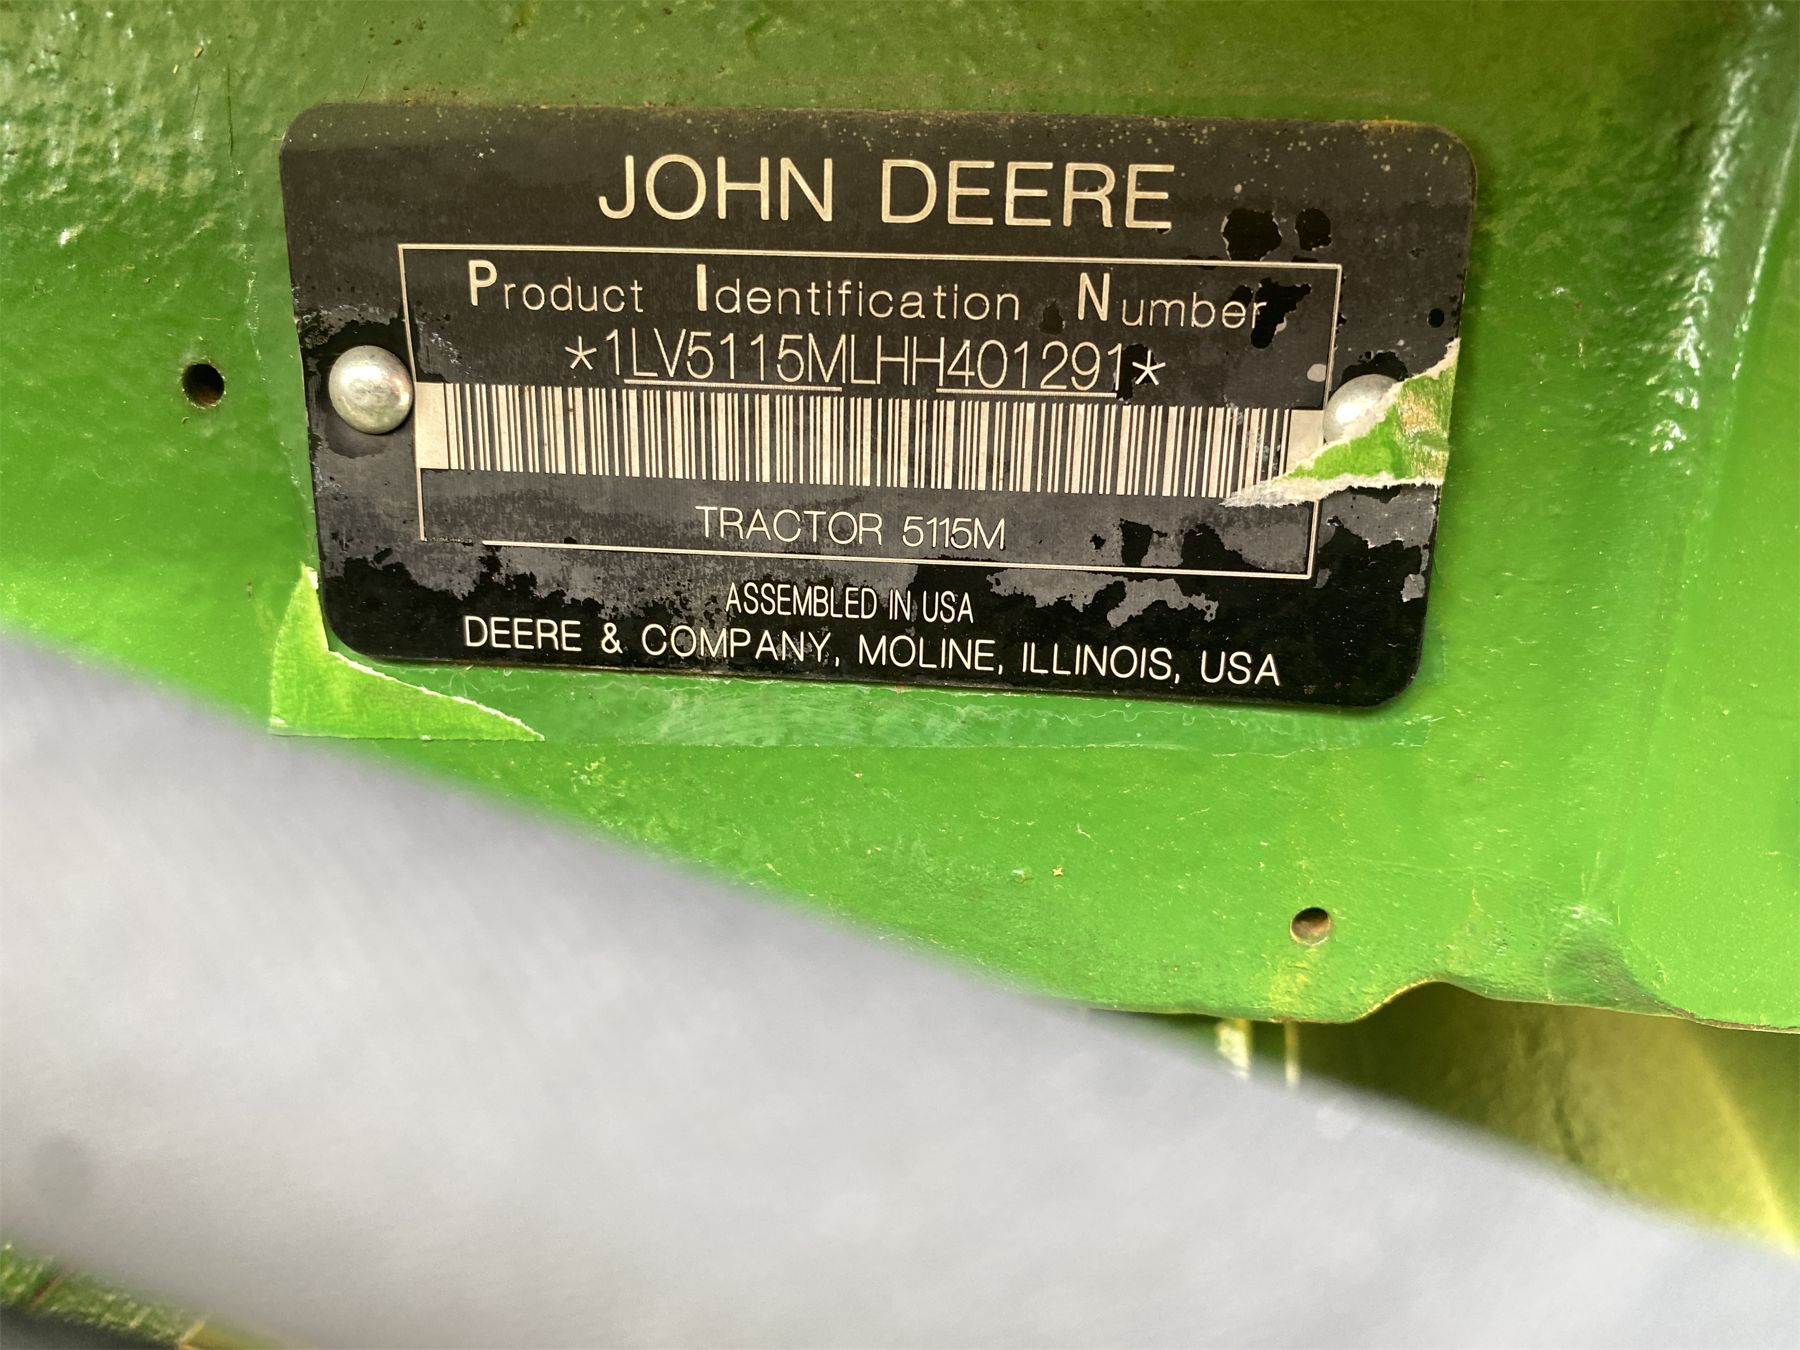 JOHN DEERE
Product Identification Number
*1LV5115MLHH401291*
TRACTOR 5115M
ASSEMBLED IN USA
DEERE & COMPANY, MOLINE, ILLINOIS, USA